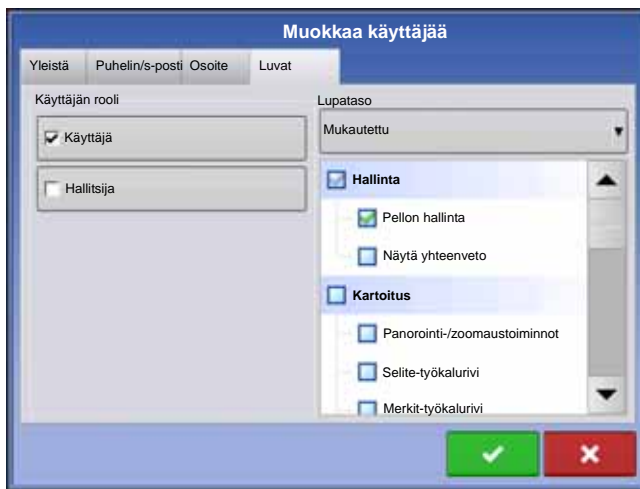 Muokkaa käyttäjää
Yleistä Puhelin/s-posti Osoite Luvat
Käyttäjän rooli
Käyttäjä
Hallitsija
Lupataso
Mukautettu
Hallinta
Pellon hallinta
Näytä yhteenveto
Kartoitus
Panorointi-/zoomaustoiminnot
Selite-työkalurivi
Merkit-työkalurivi